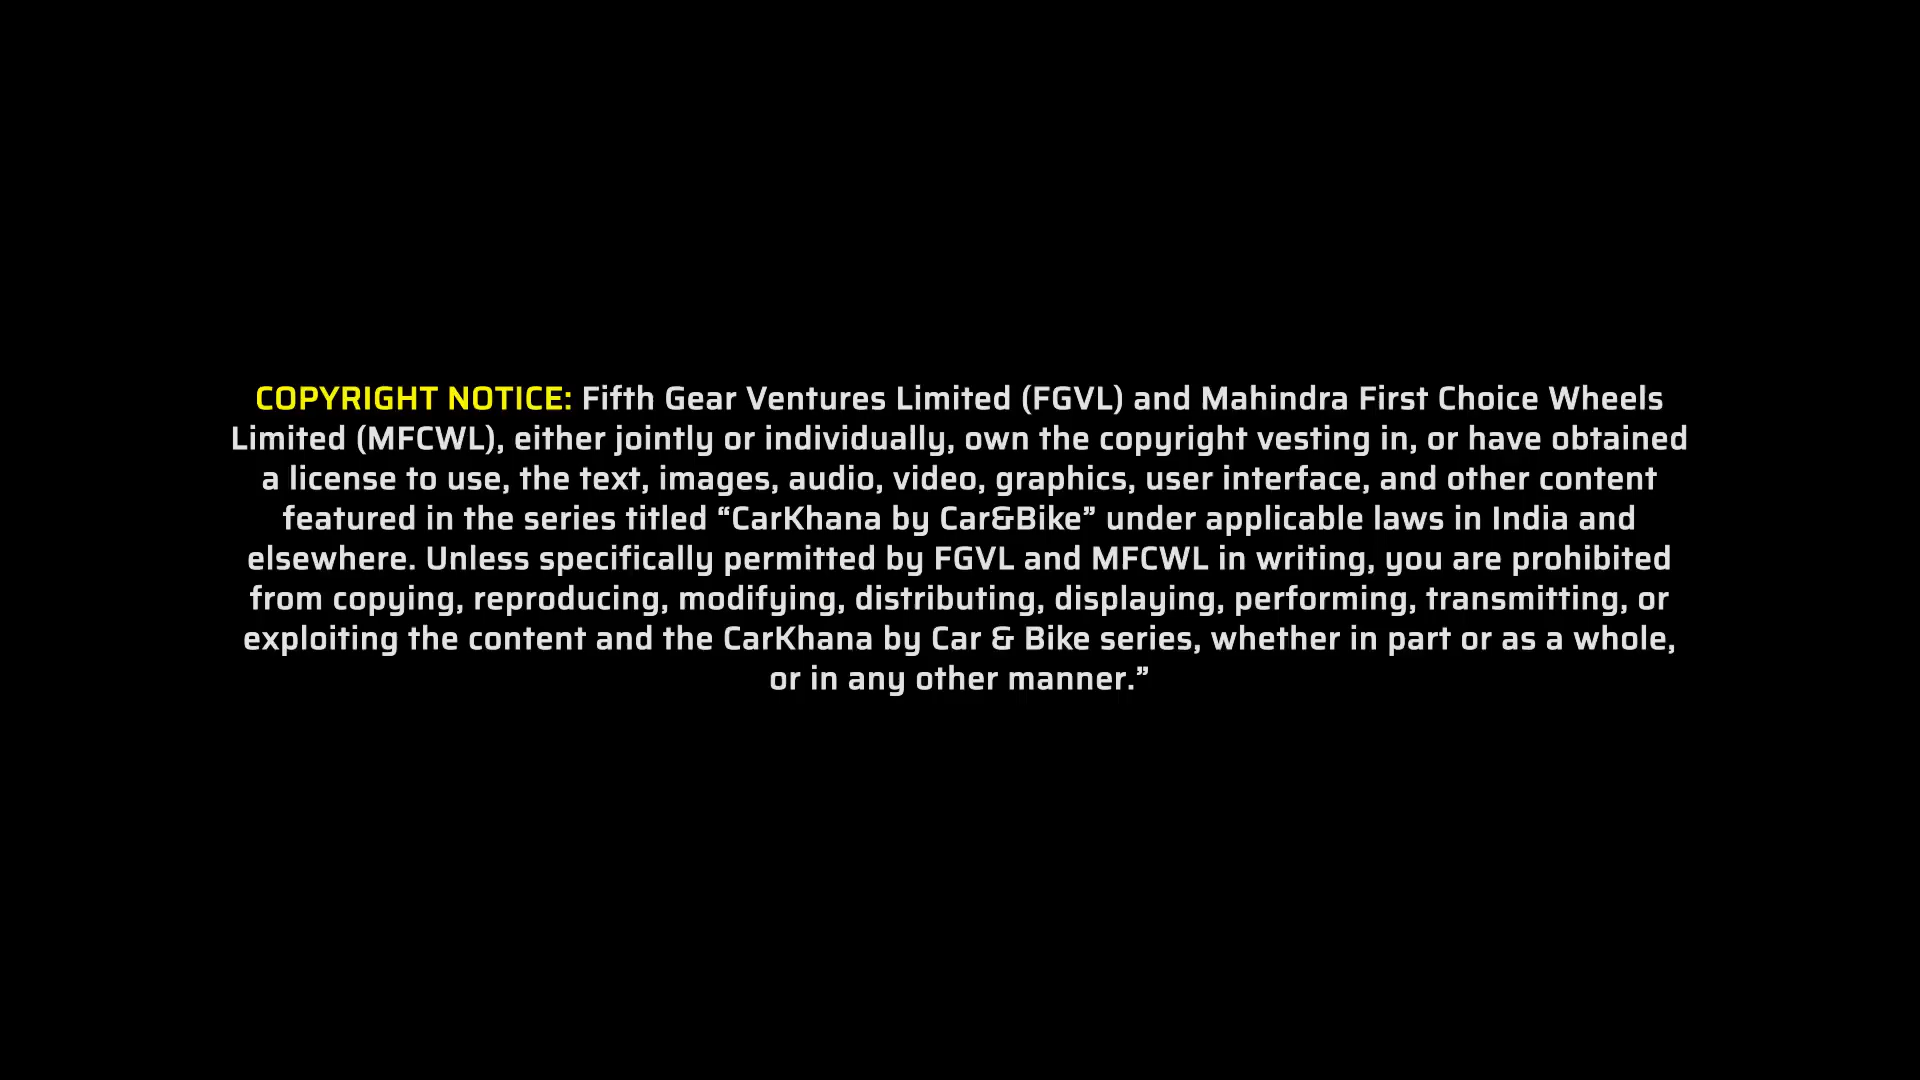 COPYRIGHT NOTICE: Fifth Gear Ventures Limited (FGVL) and Mahindra First Choice Wheels
Limited (MFCWL), either jointly or individually, own the copyright vesting in, or have obtained
a license to use, the text, images, audio, video, graphics, user interface, and other content
featured in the series titled “CarKhana by Car&Bike” under applicable laws in India and
elsewhere. Unless specifically permitted by FGVL and MFCWL in writing, you are prohibited
from copying, reproducing, modifying, distributing, displaying, performing, transmitting, or
exploiting the content and the CarKhana by Car & Bike series, whether in part or as a whole,
or in any other manner.”